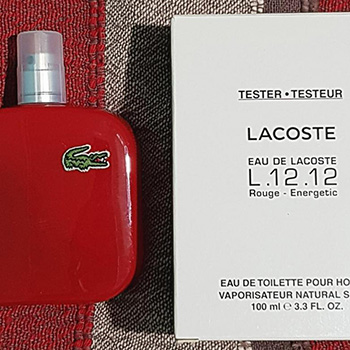 TESTER • TESTEUR
LACOSTE
EAU DE LACOSTE
L.12.12
Rouge - Energetic
EAU DE TOILETTE POUR HO
VAPORISATEUR NATURAL S
100 ml ℮ 3.3 FL. OZ.